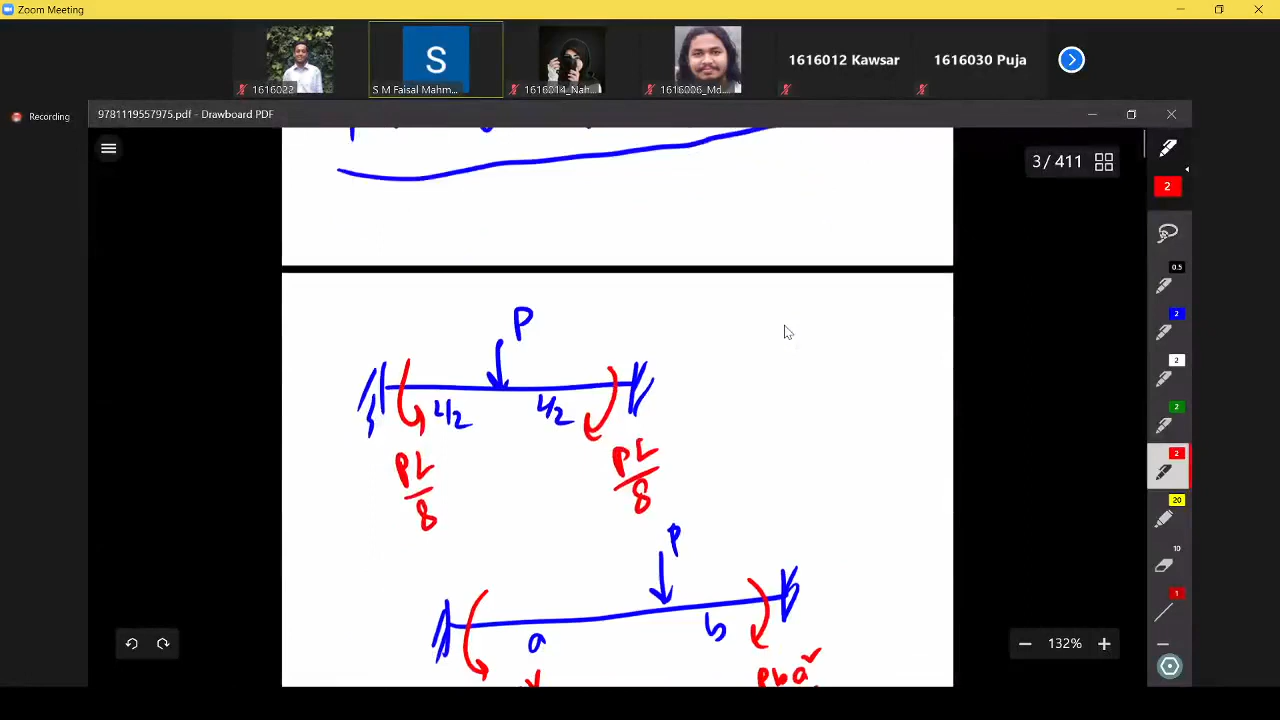 Zoom Meeting
1616022
S
S M Faisal Mahm...
1616014_Nah...
1616006_Md...
1616012 Kawsar
1616030 Puja
Recording
9781119557975.pdf - Drawboard PDF
3 / 411
2
0.5
2
2
2
2
20
10
1
P
L/2
L/2
PL/8
PL/8
P
a
b
Pba²
132%